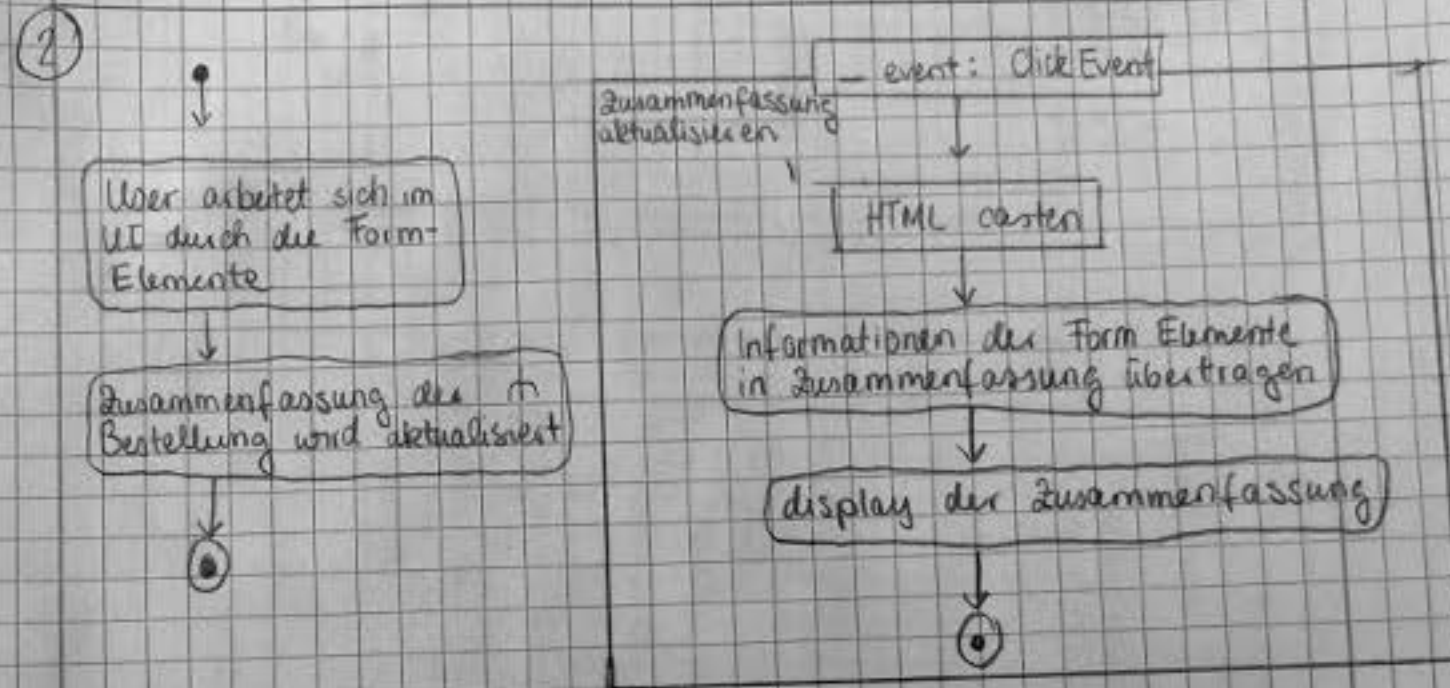 2
User arbeitet sich im
UI durch die Form-
Elemente
Zusammenfassung der
Bestellung wird aktualisiert
_ event: ClickEvent
Zusammenfassung
aktualisieren
HTML casten
Informationen der Form Elemente
in Zusammenfassung übertragen
display der Zusammenfassung